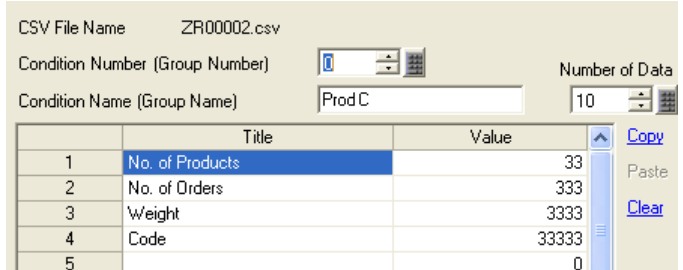 CSV File Name ZR00002.csv
Condition Number (Group Number) 0
Number of Data
Condition Name (Group Name) Prod C 10
Title Value Copy
1 No. of Products 33
Paste
2 No. of Orders 333
3 Weight 3333 Clear
4 Code 33333
5 0